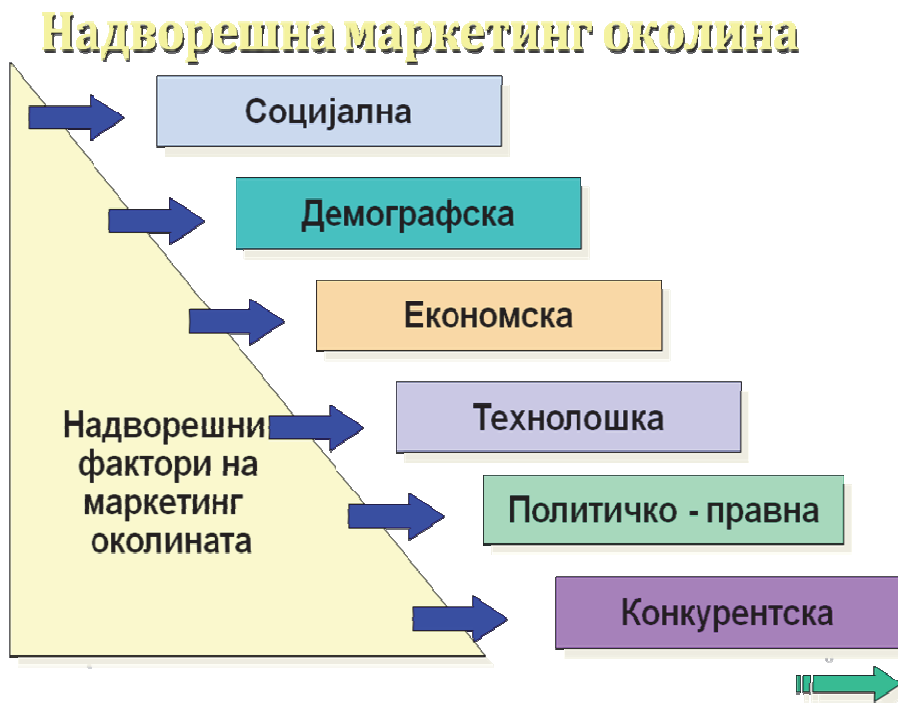 Надворешна маркетинг околина
Социјална
Демографска
Економска
Технолошка
Политичко - правна
Конкурентска
Надворешни
фактори на
маркетинг
околината